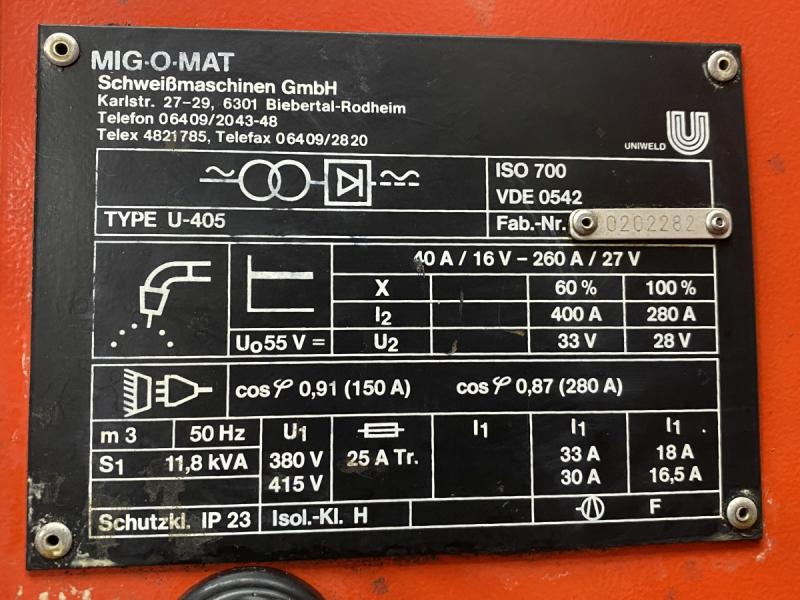 MIG·O·MAT
Schweißmaschinen GmbH
Karlstr. 27-29, 6301 Biebertal-Rodheim
Telefon 06409/2043-48
Telex 4821785, Telefax 06409/2820
UNIWELD
ISO 700
VDE 0542
TYPE U-405
Fab.-Nr. 0202282
40 A / 16 V – 260 A / 27 V
X 60 % 100 %
I2 400 A 280 A
U0 55 V = U2 33 V 28 V
cos φ 0,91 (150 A) cos φ 0,87 (280 A)
m 3 50 Hz U1 I1 I1 I1
S1 11,8 kVA 380 V 25 A Tr. 33 A 18 A
415 V 30 A 16,5 A
Schutzkl. IP 23 Isol.-Kl. H F